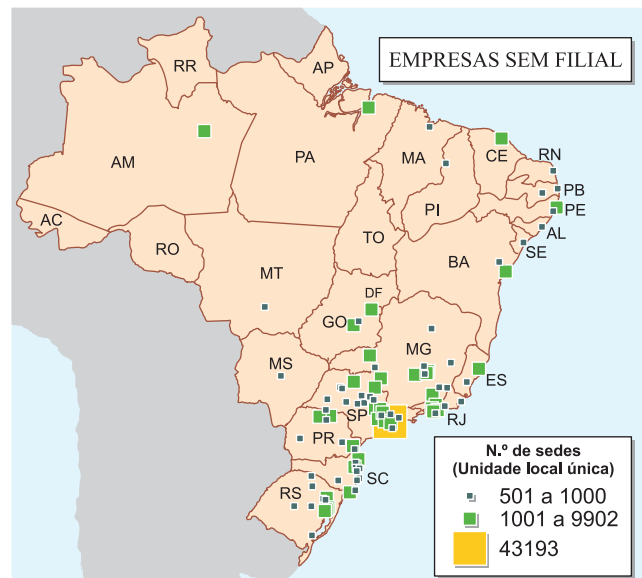 EMPRESAS SEM FILIAL
RR
AP
AM
PA
MA
CE
RN
PB
PE
AL
SE
PI
AC
RO
TO
BA
MT
DF
GO
MG
MS
ES
SP
RJ
PR
SC
RS
N.º de sedes
(Unidade local única)
501 a 1000
1001 a 9902
43193